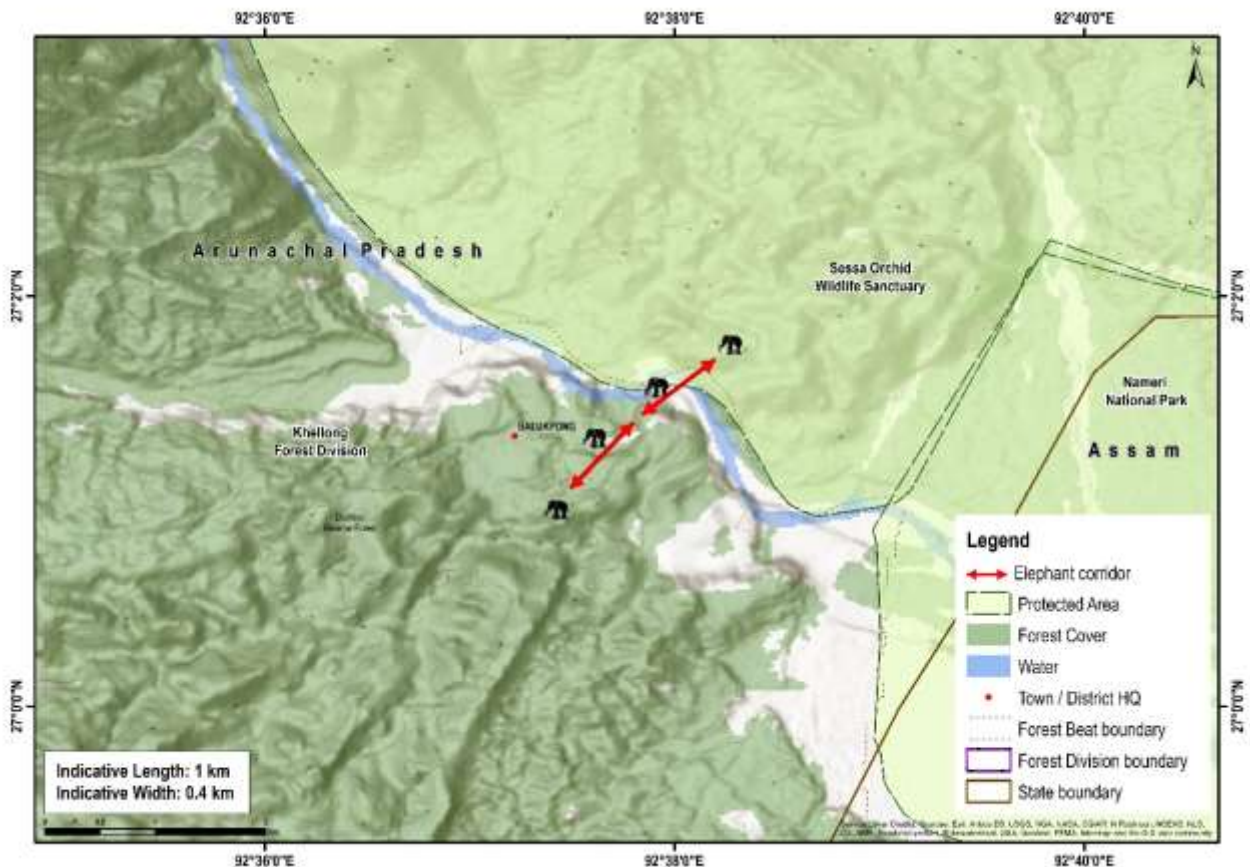 92°36'0"E
92°38'0"E
92°40'0"E
N
Arunachal Pradesh
Sessa Orchid
Wildlife Sanctuary
27°2'0"N
27°2'0"N
Nameri
National Park
Khellong
Forest Division
Assam
Legend
Elephant corridor
Protected Area
Forest Cover
Water
Town / District HQ
Forest Beat boundary
Forest Division boundary
State boundary
27°0'0"N
27°0'0"N
Indicative Length: 1 km
Indicative Width: 0.4 km
92°36'0"E
92°38'0"E
92°40'0"E